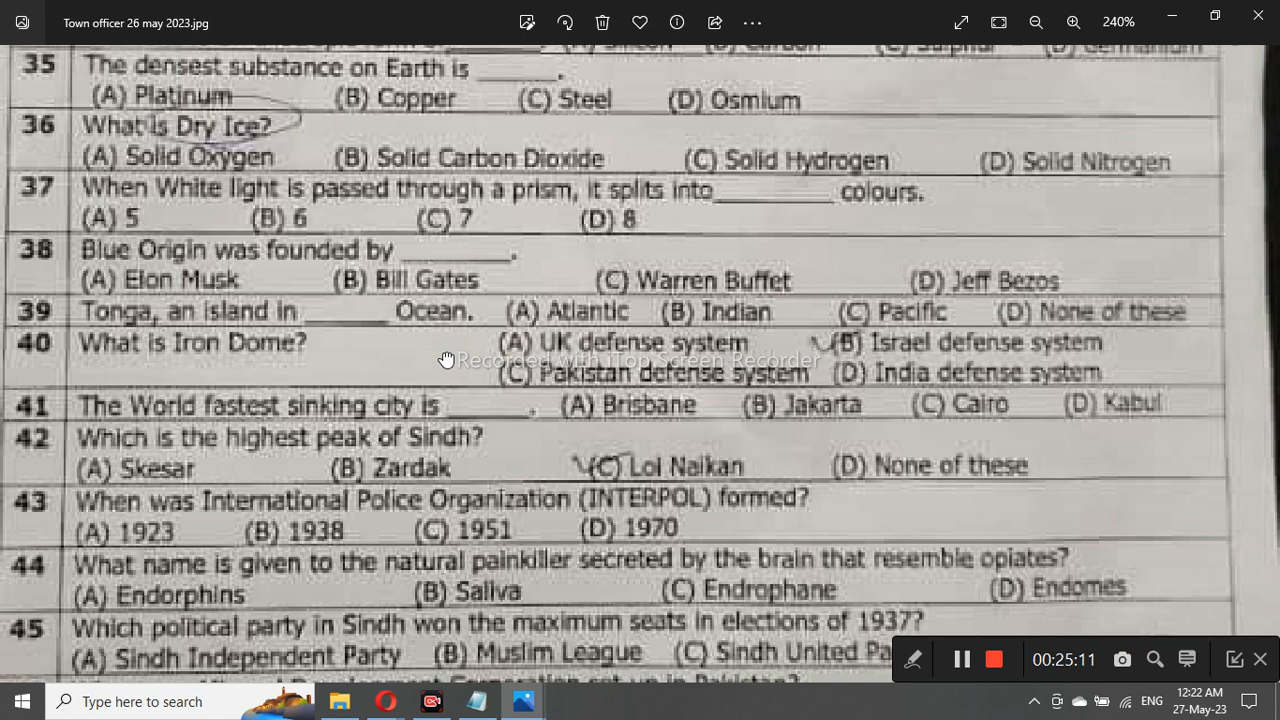 Town officer 26 may 2023.jpg
240%
(A) Silicon (B) Carbon (C) Sulphur (D) Germanium
35 The densest substance on Earth is ______.
(A) Platinum (B) Copper (C) Steel (D) Osmium
36 What is Dry Ice?
(A) Solid Oxygen (B) Solid Carbon Dioxide (C) Solid Hydrogen (D) Solid Nitrogen
37 When White light is passed through a prism, it splits into________ colours.
(A) 5 (B) 6 (C) 7 (D) 8
38 Blue Origin was founded by ________.
(A) Elon Musk (B) Bill Gates (C) Warren Buffet (D) Jeff Bezos
39 Tonga, an island in ______ Ocean. (A) Atlantic (B) Indian (C) Pacific (D) None of these
40 What is Iron Dome? (A) UK defense system (B) Israel defense system
Recorded with iTop Screen Recorder
(C) Pakistan defense system (D) India defense system
41 The World fastest sinking city is ______. (A) Brisbane (B) Jakarta (C) Cairo (D) Kabul
42 Which is the highest peak of Sindh?
(A) Skesar (B) Zardak (C) Loi Naikan (D) None of these
43 When was International Police Organization (INTERPOL) formed?
(A) 1923 (B) 1938 (C) 1951 (D) 1970
44 What name is given to the natural painkiller secreted by the brain that resemble opiates?
(A) Endorphins (B) Saliva (C) Endrophane (D) Endomes
45 Which political party in Sindh won the maximum seats in elections of 1937?
(A) Sindh Independent Party (B) Muslim League (C) Sindh United Pa
00:25:11
Type here to search
ENG
12:22 AM
27-May-23